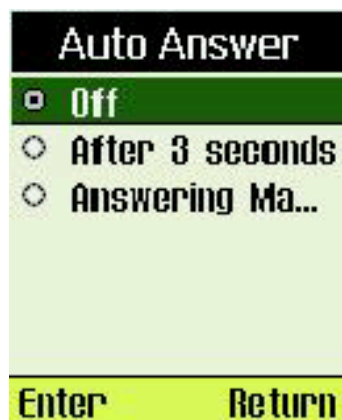 Auto Answer
Off
After 3 seconds
Answering Ma...
Enter Return